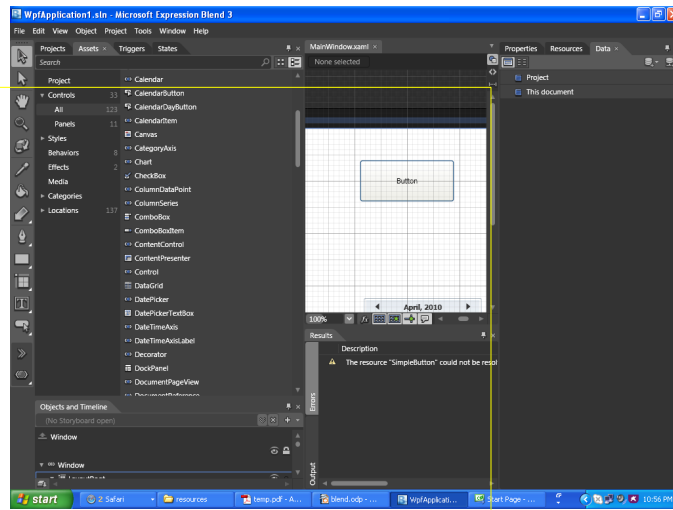 WpfApplication1.sln - Microsoft Expression Blend 3
File Edit View Object Project Tools Window Help
Projects Assets × Triggers States
Search
Project
Controls 33
All 123
Panels 11
Styles
Behaviors 8
Effects 2
Media
Categories
Locations 137
Calendar
CalendarButton
CalendarDayButton
CalendarItem
Canvas
CategoryAxis
Chart
CheckBox
ColumnDataPoint
ColumnSeries
ComboBox
ComboBoxItem
ContentControl
ContentPresenter
Control
DataGrid
DatePicker
DatePickerTextBox
DateTimeAxis
DateTimeAxisLabel
Decorator
DockPanel
DocumentPageView
DocumentReference
Objects and Timeline
(No Storyboard open)
Window
Window
LayoutRoot
MainWindow.xaml ×
None selected
Button
April, 2010
100% fx
Results
Errors
Output
Description
The resource "SimpleButton" could not be resol
Properties Resources Data ×
Project
This document
start 2 Safari resources temp.pdf - A... blend.odp - ... WpfApplicati... Start Page - ... 10:56 PM